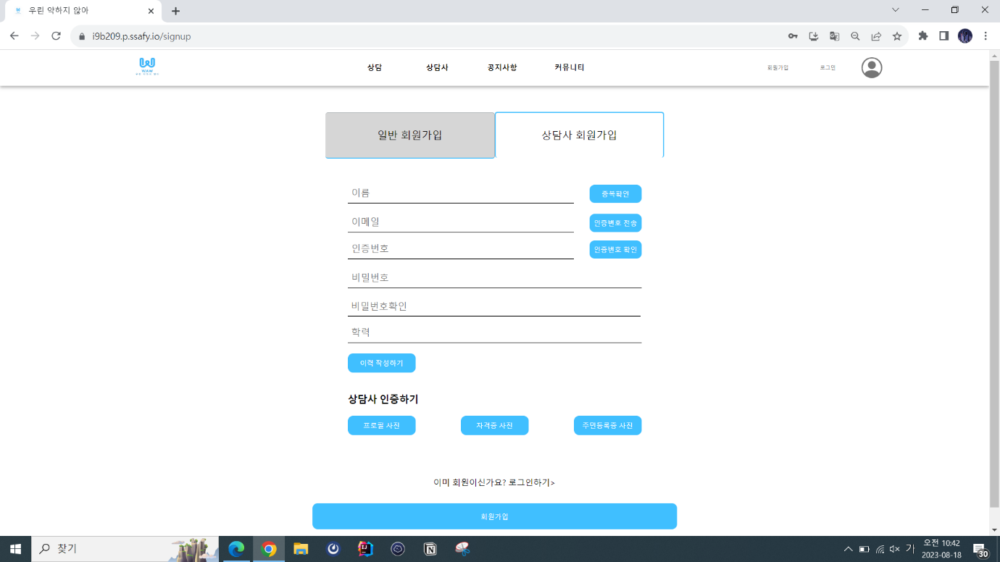 우린 약하지 않아
i9b209.p.ssafy.io/signup
WAW
상담 상담사 공지사항 커뮤니티 회원가입 로그인
일반 회원가입 상담사 회원가입
이름 중복확인
이메일 인증번호 전송
인증번호 인증번호 확인
비밀번호
비밀번호확인
학력
이력 작성하기
상담사 인증하기
프로필 사진 자격증 사진 주민등록증 사진
이미 회원이신가요? 로그인하기>
회원가입
찾기
가
오전 10:42
2023-08-18
30